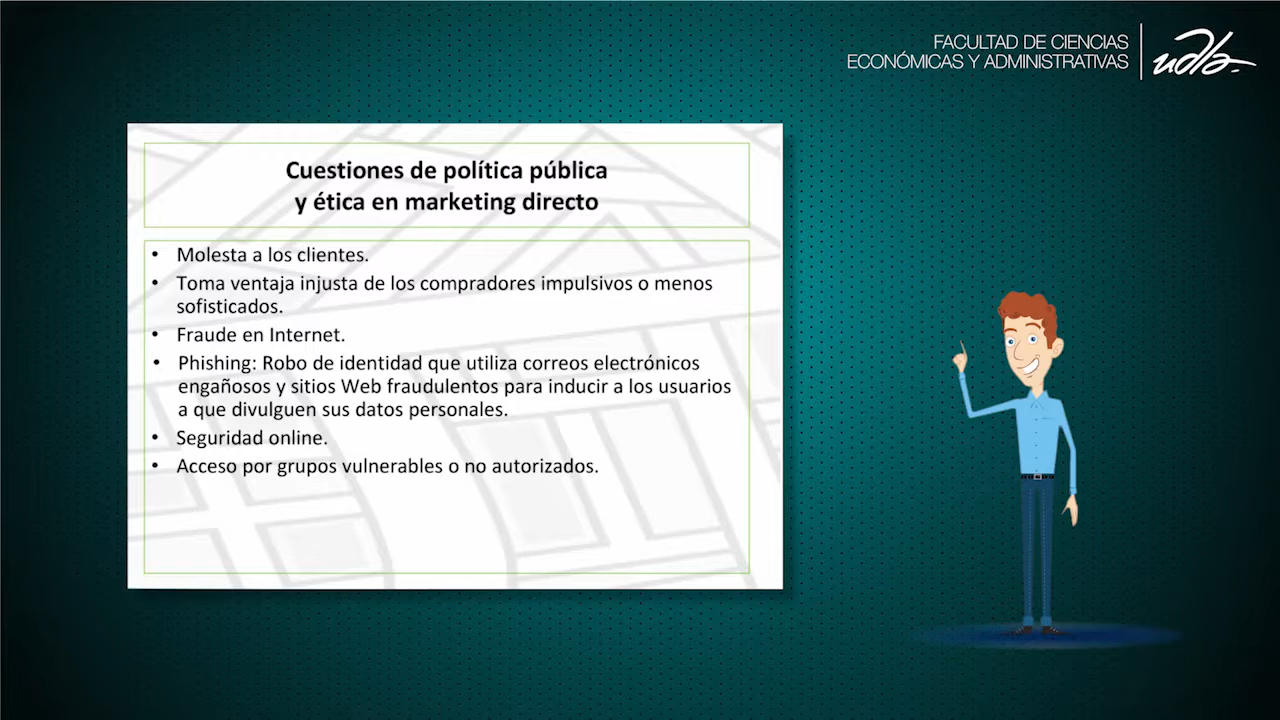 FACULTAD DE CIENCIAS
ECONÓMICAS Y ADMINISTRATIVAS
udla-
Cuestiones de política pública
y ética en marketing directo
• Molesta a los clientes.
• Toma ventaja injusta de los compradores impulsivos o menos
sofisticados.
• Fraude en Internet.
• Phishing: Robo de identidad que utiliza correos electrónicos
engañosos y sitios Web fraudulentos para inducir a los usuarios
a que divulguen sus datos personales.
• Seguridad online.
• Acceso por grupos vulnerables o no autorizados.